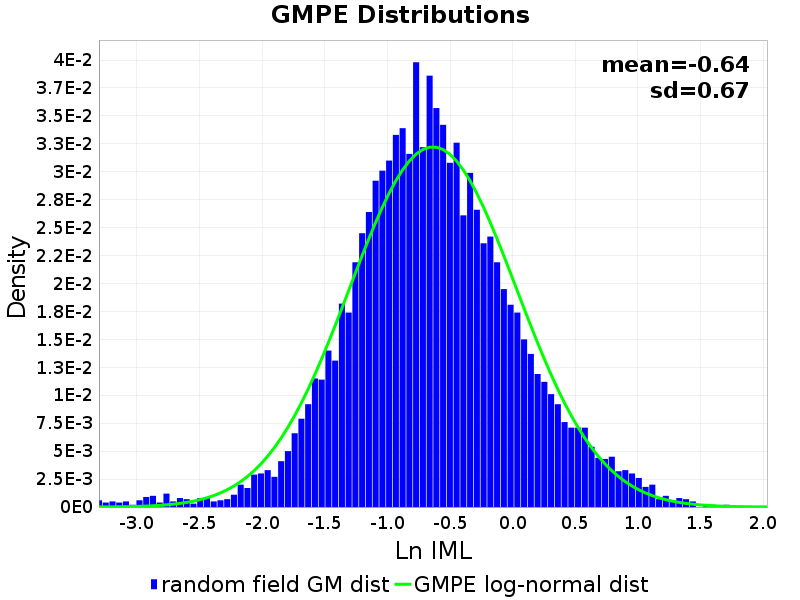 GMPE Distributions
mean=-0.64
sd=0.67
4E-2
3.7E-2
3.5E-2
3.3E-2
3E-2
2.8E-2
2.5E-2
2.2E-2
2E-2
1.8E-2
1.5E-2
1.3E-2
1E-2
7.5E-3
5E-3
2.5E-3
0E0
Density
-3.0 -2.5 -2.0 -1.5 -1.0 -0.5 0.0 0.5 1.0 1.5 2.0
Ln IML
random field GM dist GMPE log-normal dist